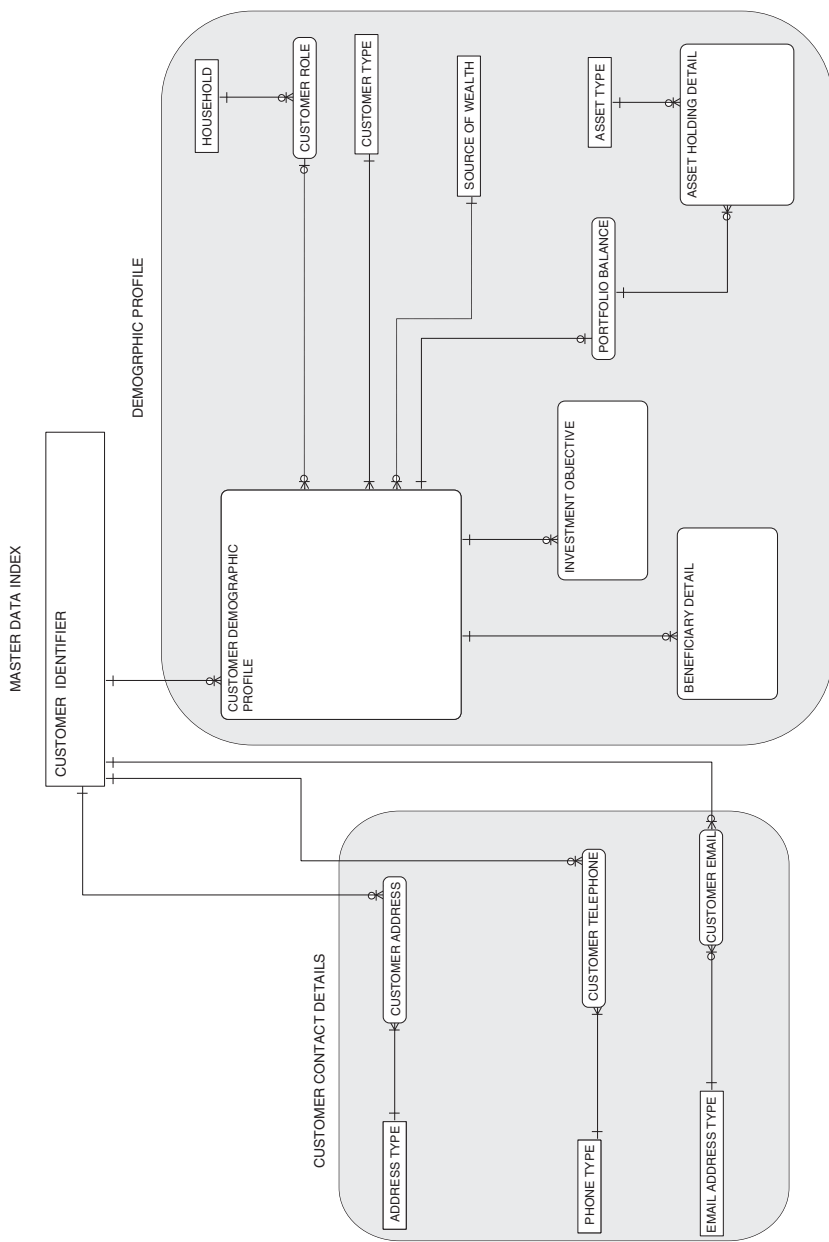 MASTER DATA INDEX
CUSTOMER IDENTIFIER
CUSTOMER CONTACT DETAILS
ADDRESS TYPE
CUSTOMER ADDRESS
PHONE TYPE
CUSTOMER TELEPHONE
EMAIL ADDRESS TYPE
CUSTOMER EMAIL
DEMOGRPHIC PROFILE
CUSTOMER DEMOGRAPHIC
PROFILE
HOUSEHOLD
CUSTOMER ROLE
CUSTOMER TYPE
SOURCE OF WEALTH
INVESTMENT OBJECTIVE
PORTFOLIO BALANCE
ASSET TYPE
BENEFICIARY DETAIL
ASSET HOLDING DETAIL